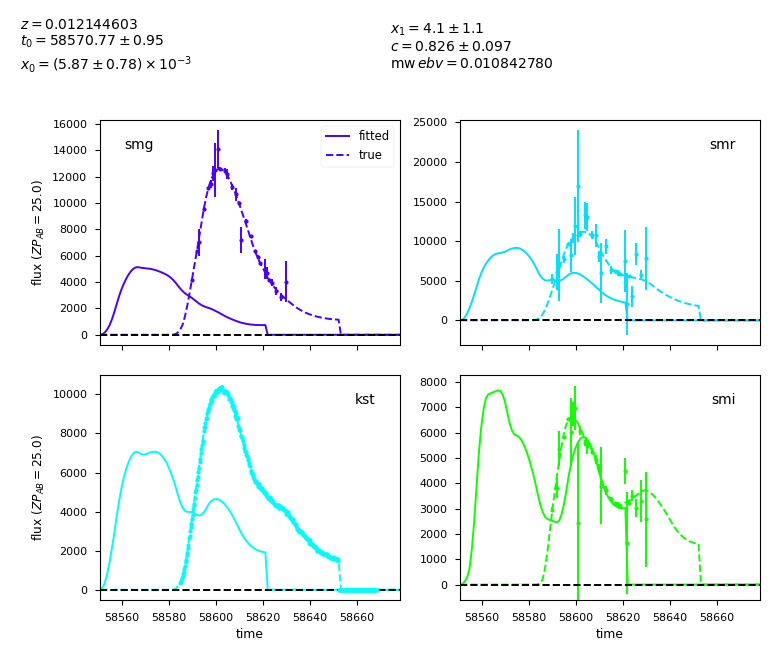 z = 0.012144603
t₀ = 58570.77 ± 0.95
x₀ = (5.87 ± 0.78) × 10⁻³
x₁ = 4.1 ± 1.1
c = 0.826 ± 0.097
mw ebv = 0.010842780
smg
fitted
true
16000
14000
12000
10000
8000
6000
4000
2000
0
flux (ZP_AB = 25.0)
smr
25000
20000
15000
10000
5000
0
kst
10000
8000
6000
4000
2000
0
flux (ZP_AB = 25.0)
58560 58580 58600 58620 58640 58660
time
smi
8000
7000
6000
5000
4000
3000
2000
1000
0
58560 58580 58600 58620 58640 58660
time